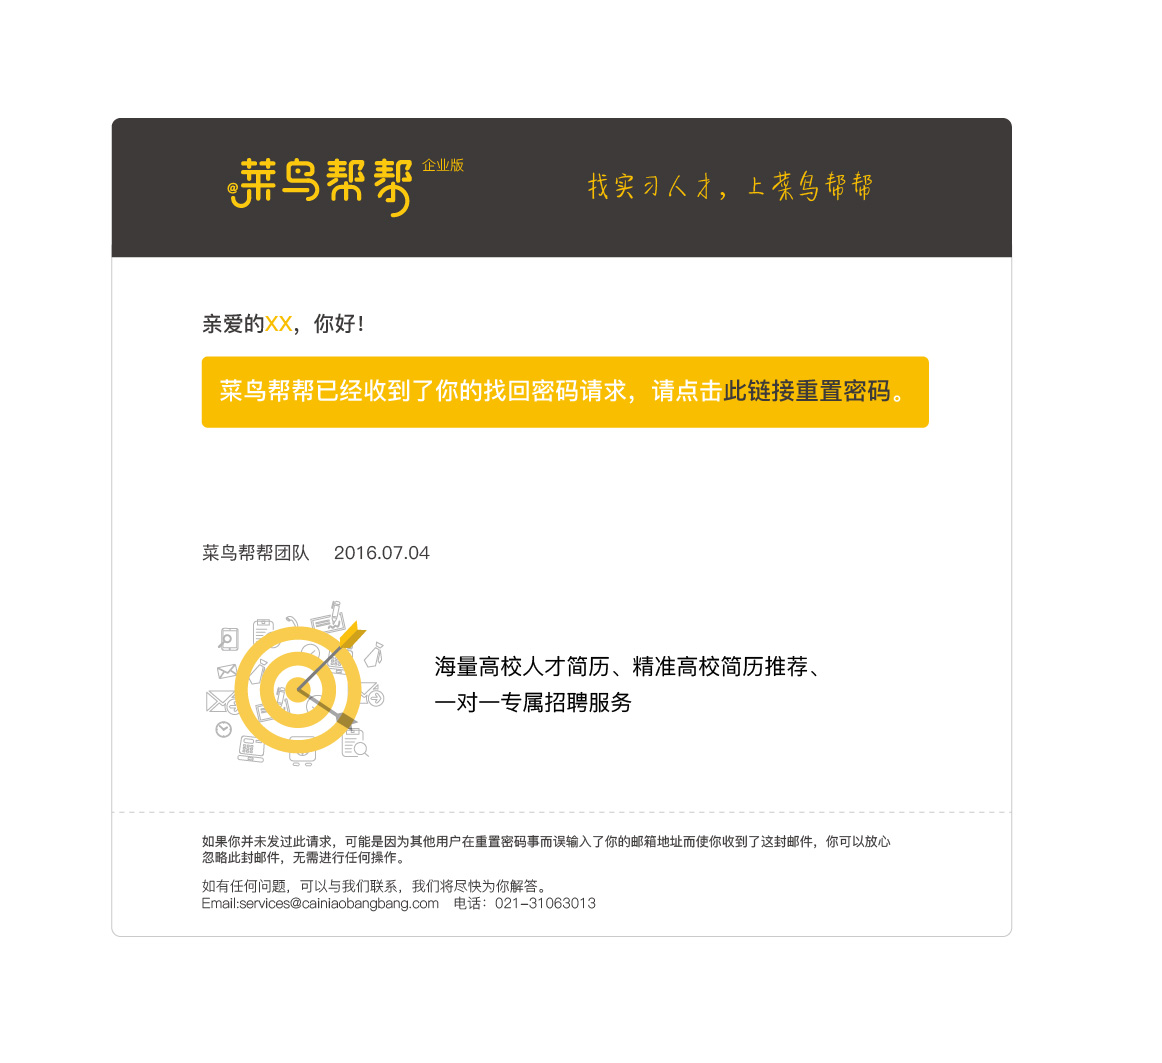 @菜鸟帮帮 企业版
找实习人才，上菜鸟帮帮
亲爱的XX，你好！
菜鸟帮帮已经收到了你的找回密码请求，请点击此链接重置密码。
菜鸟帮帮团队 2016.07.04
海量高校人才简历、精准高校简历推荐、
一对一专属招聘服务
如果你并未发过此请求，可能是因为其他用户在重置密码事而误输入了你的邮箱地址而使你收到了这封邮件，你可以放心
忽略此封邮件，无需进行任何操作。
如有任何问题，可以与我们联系，我们将尽快为你解答。
Email:services@cainiaobangbang.com 电话：021-31063013